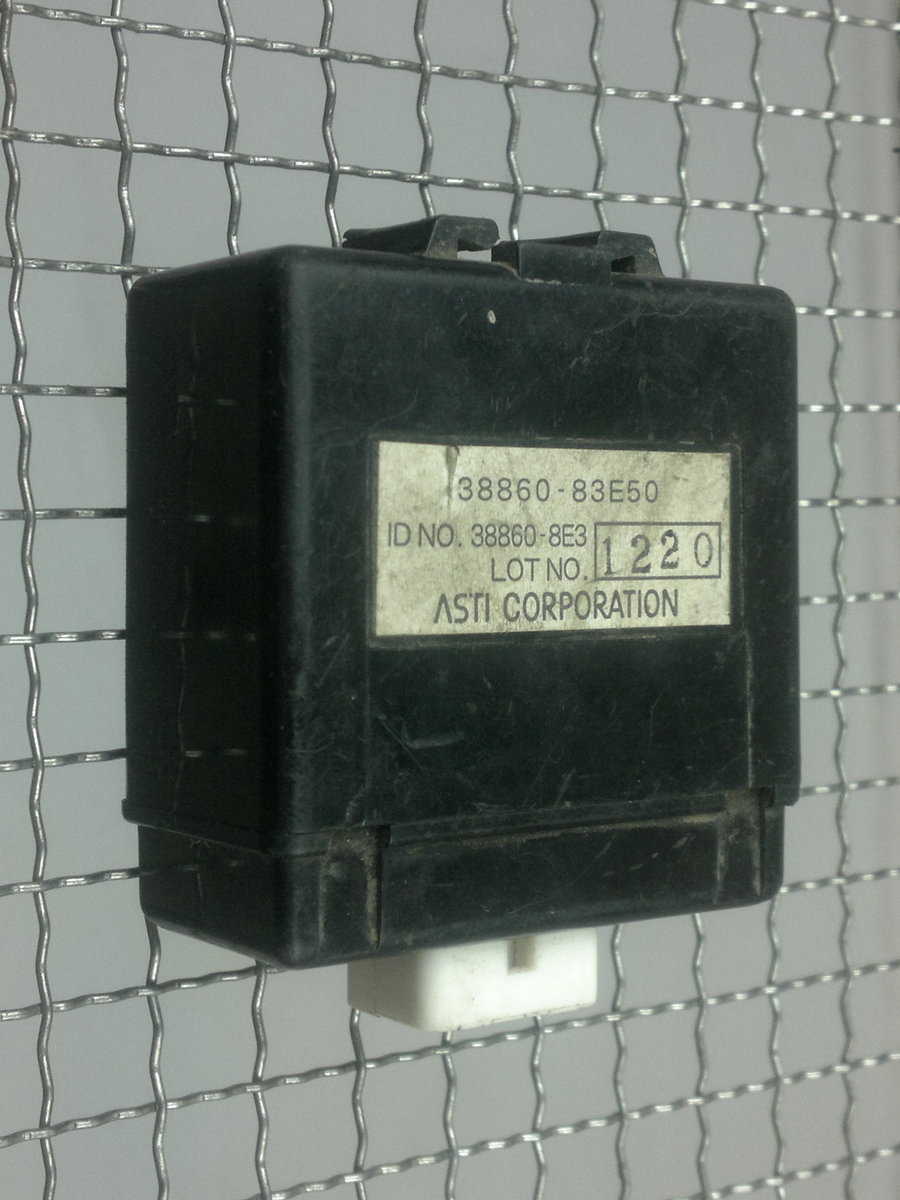 38860-83E50
ID NO. 38860-8E3
LOT NO. 1220
ASTI CORPORATION